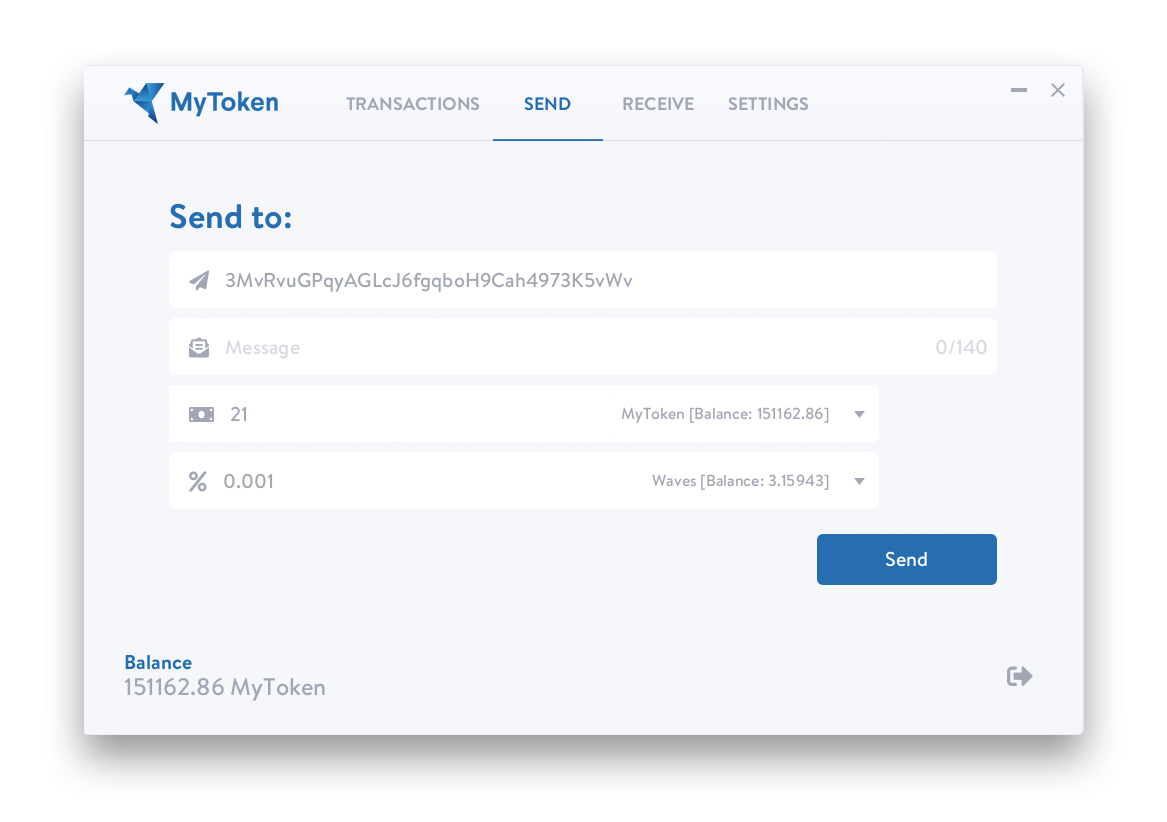 MyToken TRANSACTIONS SEND RECEIVE SETTINGS
Send to:
3MvRvuGPqyAGLcJ6fgqboH9Cah4973K5vWv
Message 0/140
21 MyToken [Balance: 151162.86]
% 0.001 Waves [Balance: 3.15943]
Send
Balance
151162.86 MyToken